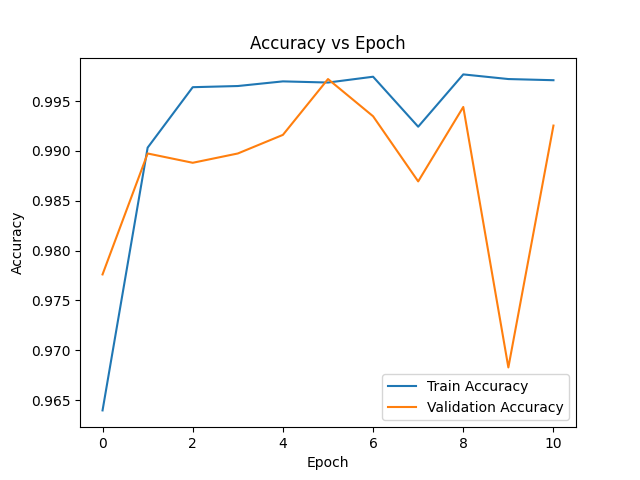 Accuracy vs Epoch
Accuracy
0.995
0.990
0.985
0.980
0.975
0.970
0.965
Train Accuracy
Validation Accuracy
0 2 4 6 8 10
Epoch